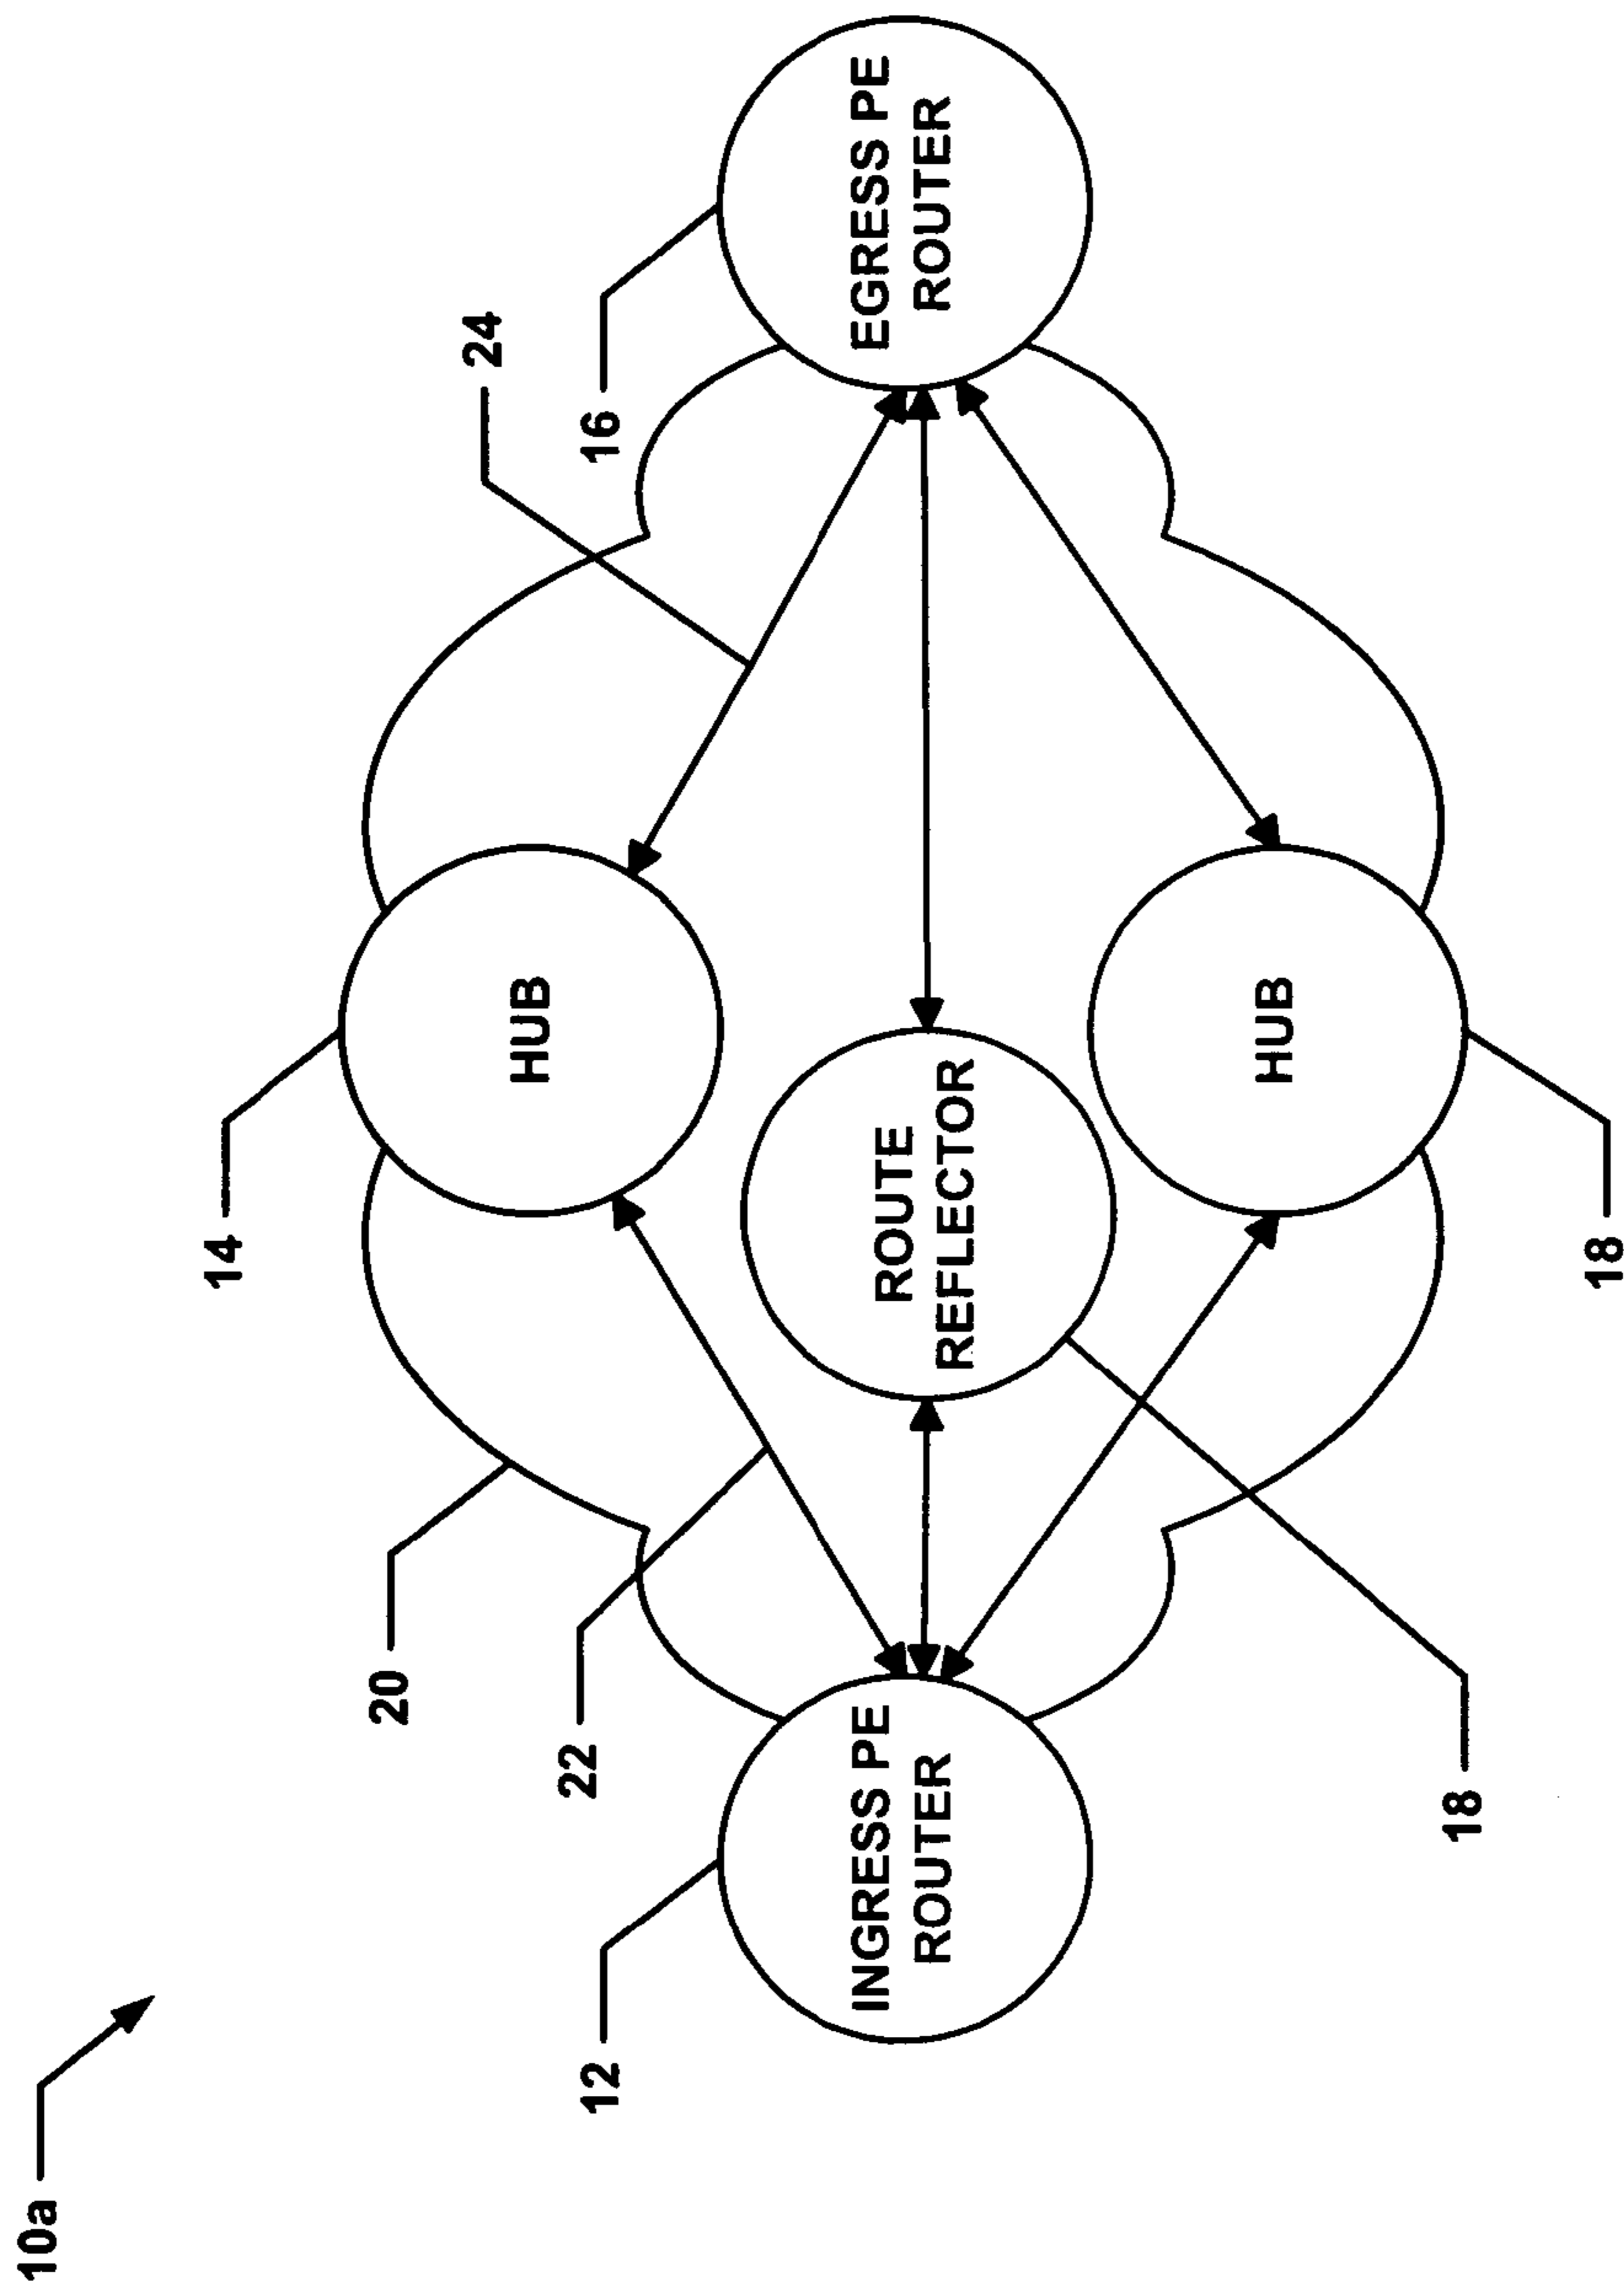 10a
14
24
20
16
22
12
HUB
INGRESS PE
ROUTER
ROUTE
REFLECTOR
EGRESS PE
ROUTER
HUB
18
18